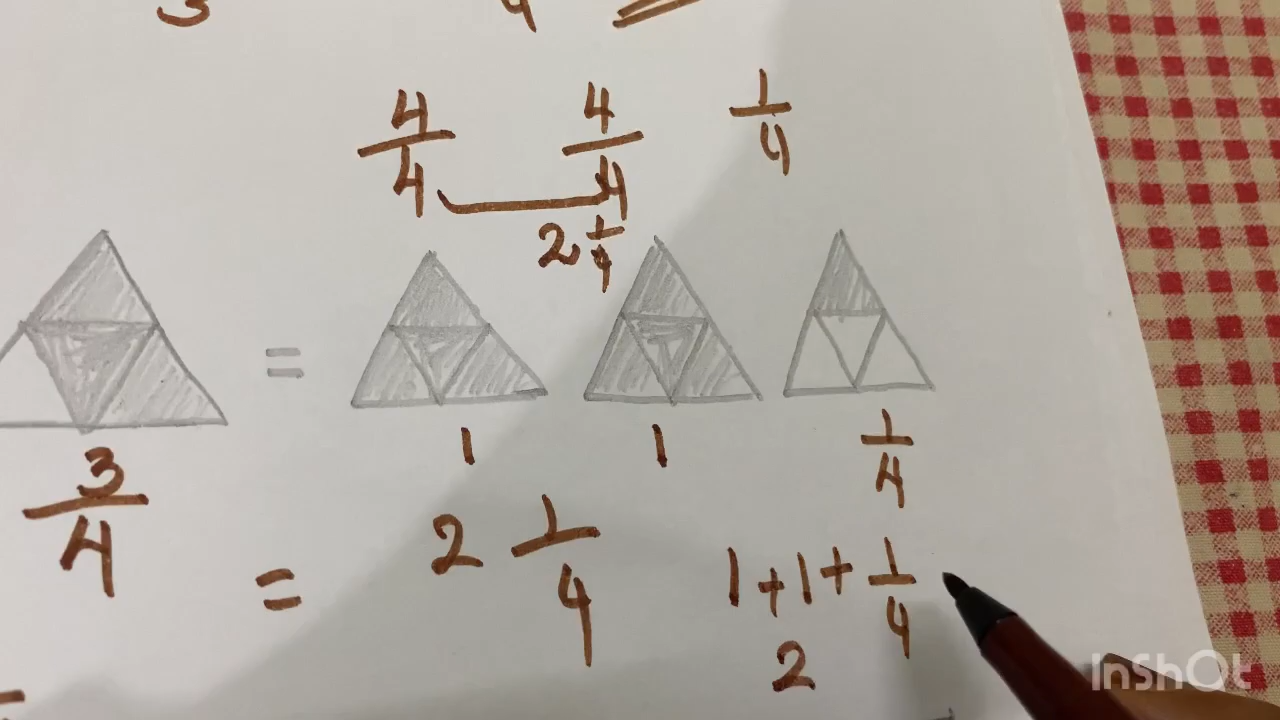 4/4 4/4 1/4
2 1/4
=
1 1 1/4
3/4
= 2 1/4 1+1+1/4
2
InShOt